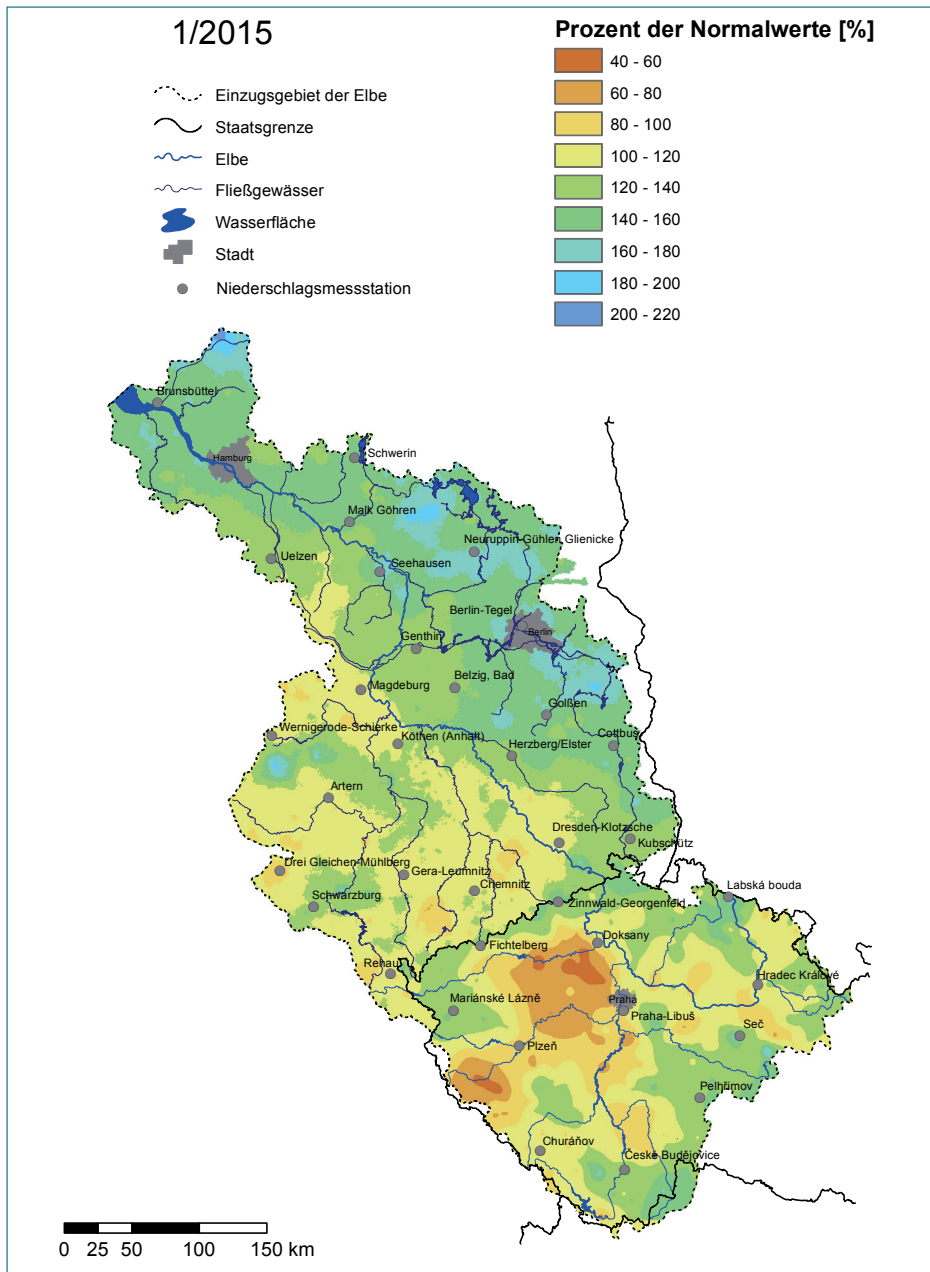 1/2015
Prozent der Normalwerte [%]
Einzugsgebiet der Elbe
Staatsgrenze
Elbe
Fließgewässer
Wasserfläche
Stadt
Niederschlagsmessstation
40 - 60
60 - 80
80 - 100
100 - 120
120 - 140
140 - 160
160 - 180
180 - 200
200 - 220
Brunsbüttel
Hamburg
Schwerin
Malk Göhren
Neuruppin-Gühlen Glienicke
Uelzen
Seehausen
Berlin-Tegel
Berlin
Genthin
Magdeburg
Belzig, Bad
Golßen
Wernigerode-Schierke
Köthen (Anhalt)
Herzberg/Elster
Cottbus
Artern
Dresden-Klotzsche
Kubschütz
Drei Gleichen-Mühlberg
Gera-Leumnitz
Chemnitz
Labská bouda
Schwarzburg
Zinnwald-Georgenfeld
Fichtelberg
Doksany
Rehau
Hradec Králové
Mariánské Lázně
Praha
Praha-Libuš
Seč
Plzeň
Pelhřimov
Churáňov
České Budějovice
0 25 50 100 150 km